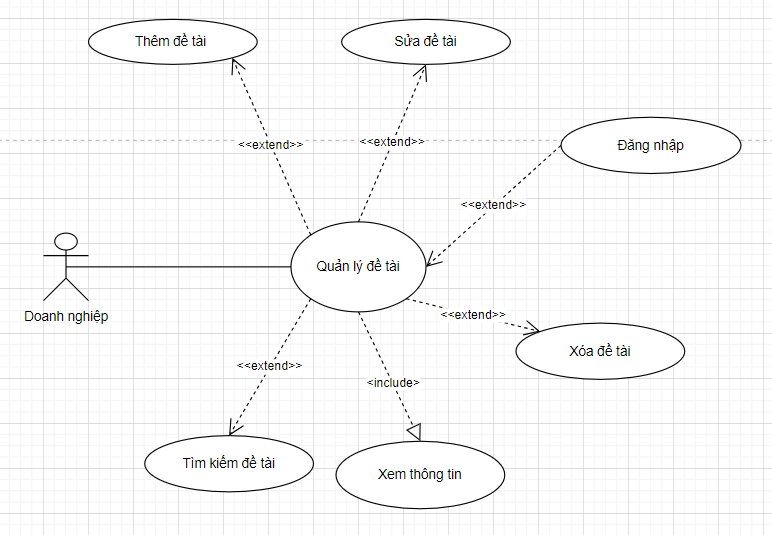 Thêm đề tài
Sửa đề tài
<<extend>>
<<extend>>
Đăng nhập
<<extend>>
Quản lý đề tài
Doanh nghiệp
<<extend>>
Xóa đề tài
<<extend>>
<include>
Tìm kiếm đề tài
Xem thông tin